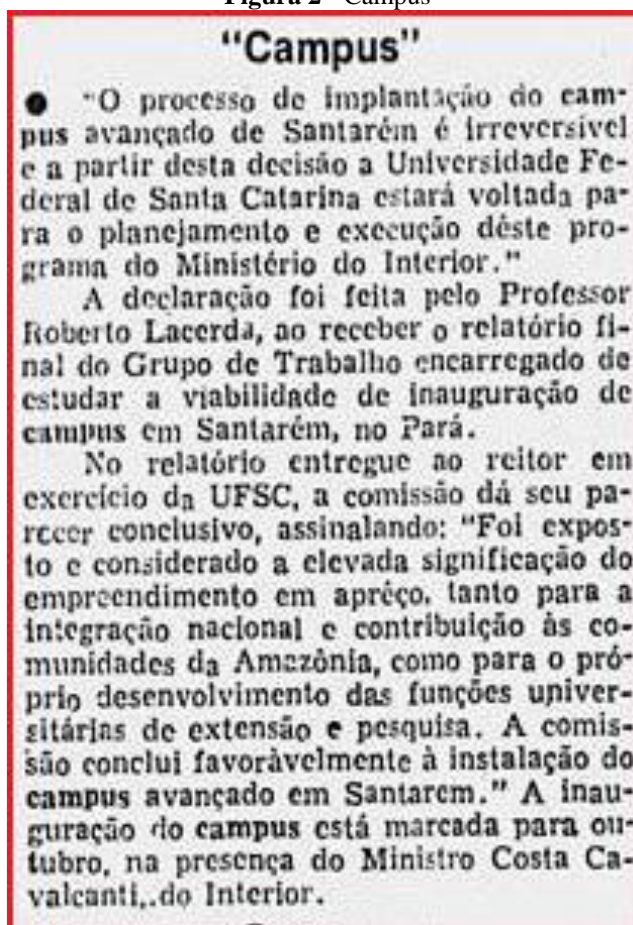 Figura 2 - Campus
"Campus"
● "O processo de implantação do cam-
pus avançado de Santarém é irreversível
e a partir desta decisão a Universidade Fe-
deral de Santa Catarina estará voltada pa-
ra o planejamento e execução dêste pro-
grama do Ministério do Interior."
A declaração foi feita pelo Professor
Roberto Lacerda, ao receber o relatório fi-
nal do Grupo de Trabalho encarregado de
estudar a viabilidade de inauguração de
campus em Santarém, no Pará.
No relatório entregue ao reitor em
exercício da UFSC, a comissão dá seu pa-
recer conclusivo, assinalando: "Foi expos-
to e considerado a elevada significação do
empreendimento em aprêço, tanto para a
integração nacional e contribuição às co-
munidades da Amazônia, como para o pró-
prio desenvolvimento das funções univer-
sitárias de extensão e pesquisa. A comis-
são conclui favoràvelmente à instalação do
campus avançado em Santarem." A inau-
guração do campus está marcada para ou-
tubro, na presença do Ministro Costa Ca-
valcanti,.do Interior.